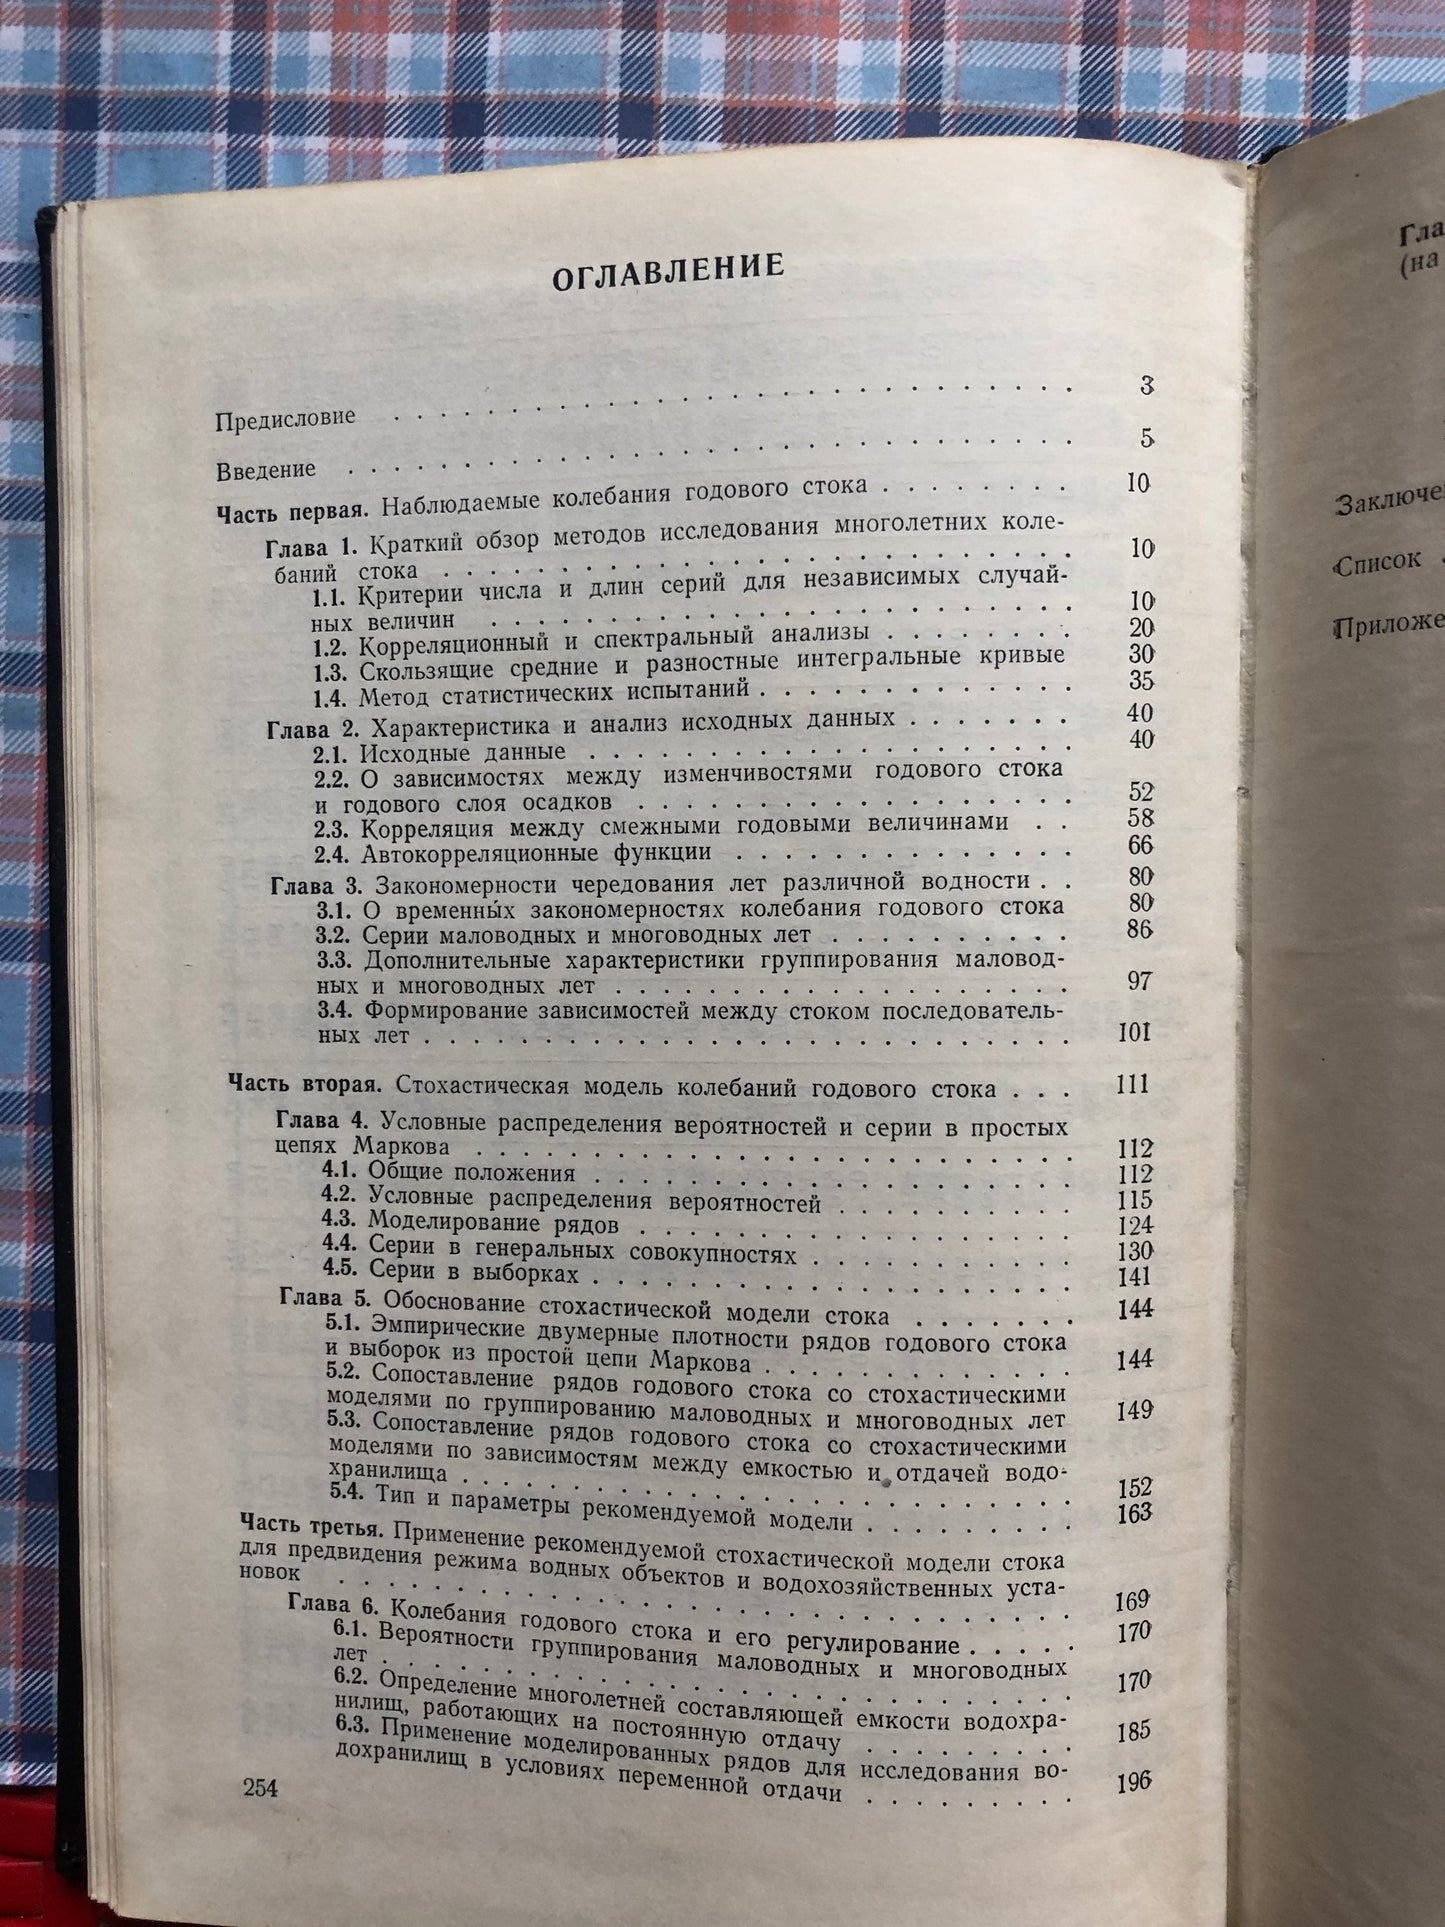 ОГЛАВЛЕНИЕ
Предисловие . . . . . . . . . . . . . . . . . . . . . . . . 3
Введение . . . . . . . . . . . . . . . . . . . . . . . . . 5
Часть первая. Наблюдаемые колебания годового стока . . . . . . . . 10
Глава 1. Краткий обзор методов исследования многолетних коле-
баний стока . . . . . . . . . . . . . . . . . . . . . . 10
1.1. Критерии числа и длин серий для независимых случай-
ных величин . . . . . . . . . . . . . . . . . . . . 10
1.2. Корреляционный и спектральный анализы . . . . . . . . 20
1.3. Скользящие средние и разностные интегральные кривые 30
1.4. Метод статистических испытаний . . . . . . . . . . . . . 35
Глава 2. Характеристика и анализ исходных данных . . . . . . . 40
2.1. Исходные данные . . . . . . . . . . . . . . . . . . 40
2.2. О зависимостях между изменчивостями годового стока
и годового слоя осадков . . . . . . . . . . . . . . . . 52
2.3. Корреляция между смежными годовыми величинами . . 58
2.4. Автокорреляционные функции . . . . . . . . . . . . . 66
Глава 3. Закономерности чередования лет различной водности . . 80
3.1. О временны́х закономерностях колебания годового стока 80
3.2. Серии маловодных и многоводных лет . . . . . . . . . . 86
3.3. Дополнительные характеристики группирования маловод-
ных и многоводных лет . . . . . . . . . . . . . . . . . 97
3.4. Формирование зависимостей между стоком последователь-
ных лет . . . . . . . . . . . . . . . . . . . . . . . 101
Часть вторая. Стохастическая модель колебаний годового стока . . . 111
Глава 4. Условные распределения вероятностей и серии в простых
цепях Маркова . . . . . . . . . . . . . . . . . . . . . 112
4.1. Общие положения . . . . . . . . . . . . . . . . . 112
4.2. Условные распределения вероятностей . . . . . . . . . 115
4.3. Моделирование рядов . . . . . . . . . . . . . . . . 124
4.4. Серии в генеральных совокупностях . . . . . . . . . . 130
4.5. Серии в выборках . . . . . . . . . . . . . . . . . . 141
Глава 5. Обоснование стохастической модели стока . . . . . . . 144
5.1. Эмпирические двумерные плотности рядов годового стока
и выборок из простой цепи Маркова . . . . . . . . . . . . 144
5.2. Сопоставление рядов годового стока со стохастическими
моделями по группированию маловодных и многоводных лет 149
5.3. Сопоставление рядов годового стока со стохастическими
моделями по зависимостям между емкостью и отдачей водо-
хранилища . . . . . . . . . . . . . . . . . . . . . . 152
5.4. Тип и параметры рекомендуемой модели . . . . . . . . . 163
Часть третья. Применение рекомендуемой стохастической модели стока
для предвидения режима водных объектов и водохозяйственных уста-
новок . . . . . . . . . . . . . . . . . . . . . . . . . 169
Глава 6. Колебания годового стока и его регулирование . . . . . 170
6.1. Вероятности группирования маловодных и многоводных
лет . . . . . . . . . . . . . . . . . . . . . . . . 170
6.2. Определение многолетней составляющей емкости водохра-
нилищ, работающих на постоянную отдачу . . . . . . . . . 185
6.3. Применение моделированных рядов для исследования во-
дохранилищ в условиях переменной отдачи . . . . . . . . . 196
254
Гла
(на
Заключе
Список
Приложе